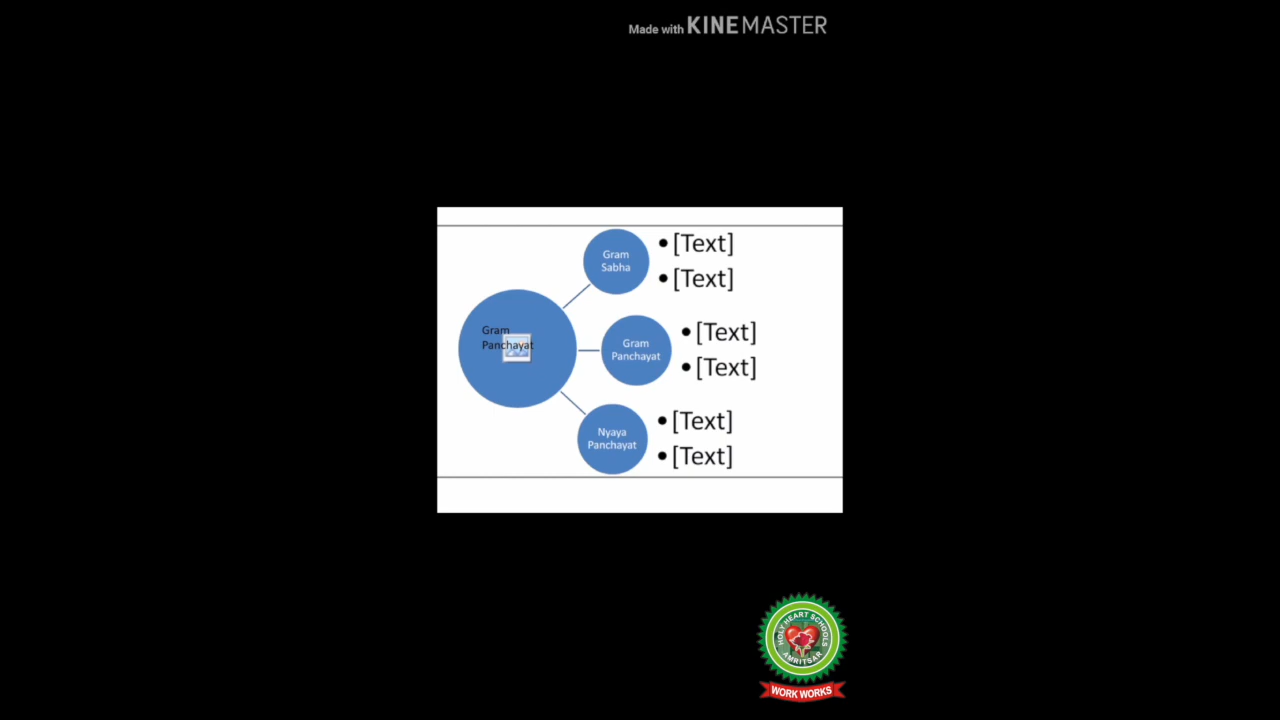 Made with KINEMASTER
Gram
Sabha
• [Text]
• [Text]
Gram
Panchayat
Gram
Panchayat
• [Text]
• [Text]
Nyaya
Panchayat
• [Text]
• [Text]
HOLY HEART SCHOOLS
AMRITSAR
WORK WORKS